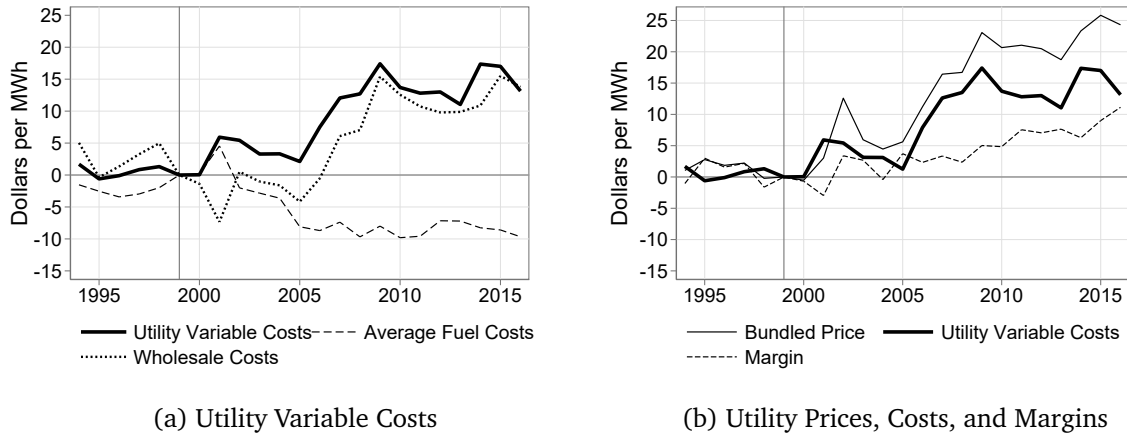 25
20
15
10
5
0
-5
-10
-15
Dollars per MWh
1995 2000 2005 2010 2015
Utility Variable Costs Average Fuel Costs
Wholesale Costs
(a) Utility Variable Costs
25
20
15
10
5
0
-5
-10
-15
Dollars per MWh
1995 2000 2005 2010 2015
Bundled Price Utility Variable Costs
Margin
(b) Utility Prices, Costs, and Margins